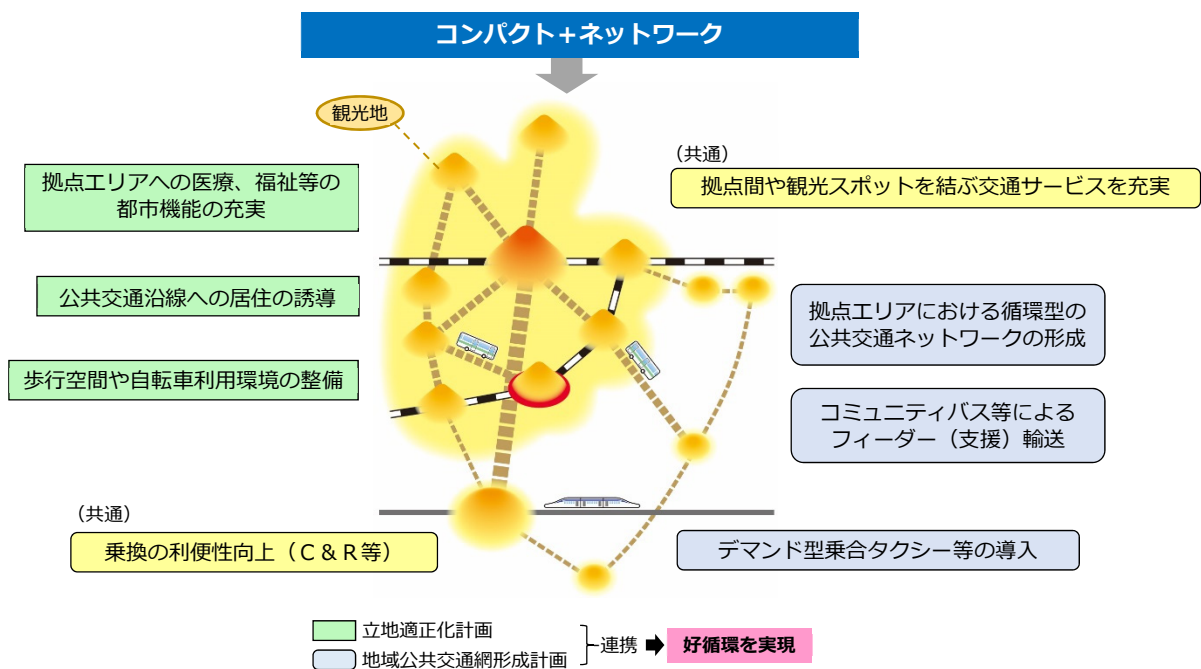 コンパクト＋ネットワーク
観光地
（共通）
拠点間や観光スポットを結ぶ交通サービスを充実
拠点エリアへの医療、福祉等の
都市機能の充実
公共交通沿線への居住の誘導
歩行空間や自転車利用環境の整備
拠点エリアにおける循環型の
公共交通ネットワークの形成
コミュニティバス等による
フィーダー（支援）輸送
（共通）
乗換の利便性向上（Ｃ＆Ｒ等）
デマンド型乗合タクシー等の導入
立地適正化計画
地域公共交通網形成計画
連携
好循環を実現